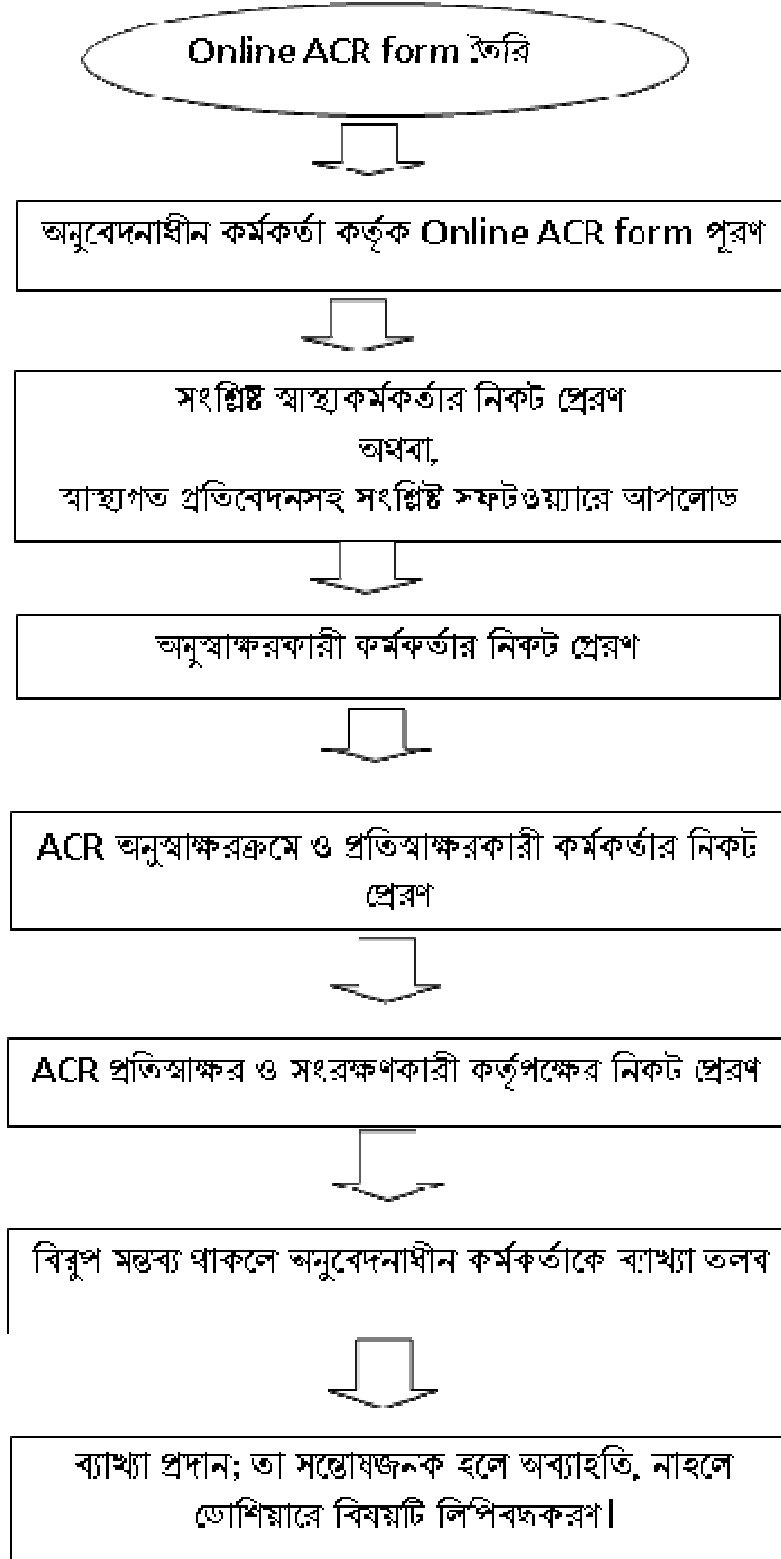 Online ACR form তৈরি
অনুবেদনাধীন কর্মকর্তা কর্তৃক Online ACR form পূরণ
সংশ্লিষ্ট স্বাস্থ্যকর্মকর্তার নিকট প্রেরণ
অথবা,
স্বাস্থ্যগত প্রতিবেদনসহ সংশ্লিষ্ট সফটওয়্যারে আপলোড
অনুস্বাক্ষরকারী কর্মকর্তার নিকট প্রেরণ
ACR অনুস্বাক্ষরক্রমে ও প্রতিস্বাক্ষরকারী কর্মকর্তার নিকট
প্রেরণ
ACR প্রতিস্বাক্ষর ও সংরক্ষণকারী কর্তৃপক্ষের নিকট প্রেরণ
বিরুপ মন্তব্য থাকলে অনুবেদনাধীন কর্মকর্তাকে ব্যাখ্যা তলব
ব্যাখ্যা প্রদান; তা সন্তোষজনক হলে অব্যাহতি, নাহলে
ডোশিয়ারে বিষয়টি লিপিবদ্ধকরণ।